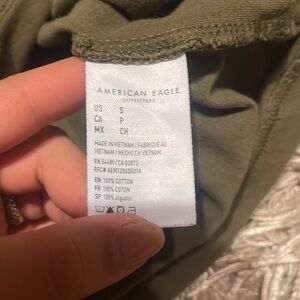 AMERICAN EAGLE
OUTFITTERS
US S
CA P
MX CH
MADE IN VIETNAM / FABRIQUÉ AU
VIETNAM / HECHO EN VIETNAM
RN 54485/CA 03873
EN 100% COTTON
FR 100% COTON
SP 100% algodon